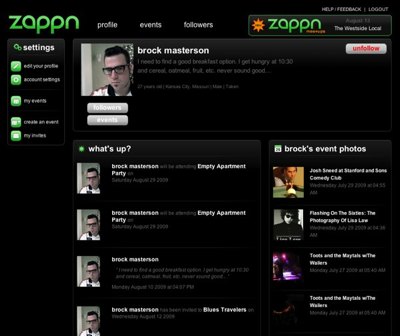 HELP / FEEDBACK | LOGOUT
zappn
profile
events
followers
zappn
meetups
August 13
The Westside Local
settings
edit your profile
account settings
my events
create an event
my invites
brock masterson
unfollow
I need to find a good breakfast option. I get hungry at 10:30
and cereal, oatmeal, fruit, etc. never sound good...
27 years old | Kansas City, Missouri | Male | Taken
followers
events
what's up?
brock masterson will be attending Empty Apartment
Party on
Saturday August 29 2009
brock masterson will be attending Empty Apartment
Party on
Saturday August 29 2009
brock masterson
"I need to find a good breakfast option. I get hungry at 10:30
and cereal, oatmeal, fruit, etc. never sound good..."
Monday August 10 2009 at 04:07 PM
brock masterson has been invited to Blues Travelers on
Wednesday August 12 2009
brock's event photos
Josh Sneed at Stanford and Sons
Comedy Club
Wednesday July 29 2009 at 04:55
AM
Flashing On The Sixties: The
Photography Of Lisa Law
Wednesday July 29 2009 at 04:36
AM
Toots and the Maytals w/The
Wailers
Monday July 27 2009 at 05:40 AM
Toots and the Maytals w/The
Wailers
Monday July 27 2009 at 05:40 AM